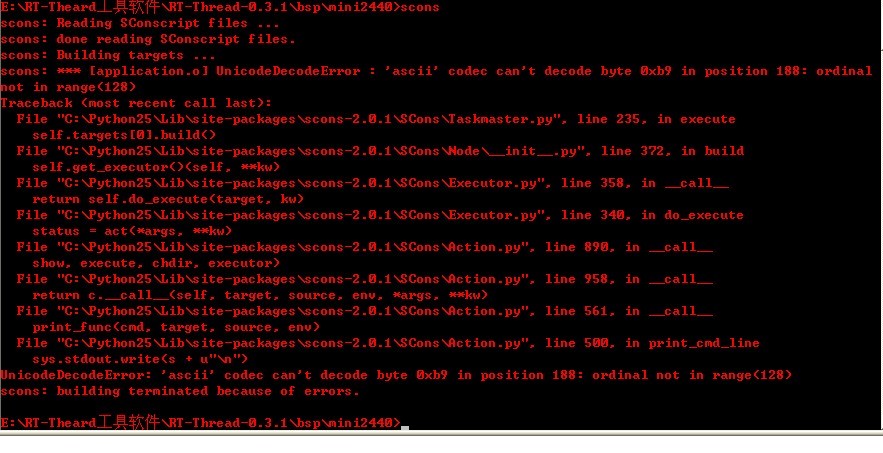 E:\RT-Theard工具软件\RT-Thread-0.3.1\bsp\mini2440>scons
scons: Reading SConscript files ...
scons: done reading SConscript files.
scons: Building targets ...
scons: *** [application.o] UnicodeDecodeError : 'ascii' codec can't decode byte 0xb9 in position 188: ordinal
not in range(128)
Traceback (most recent call last):
  File "C:\Python25\Lib\site-packages\scons-2.0.1\SCons\Taskmaster.py", line 235, in execute
    self.targets[0].build()
  File "C:\Python25\Lib\site-packages\scons-2.0.1\SCons\Node\__init__.py", line 372, in build
    self.get_executor()(self, **kw)
  File "C:\Python25\Lib\site-packages\scons-2.0.1\SCons\Executor.py", line 358, in __call__
    return self.do_execute(target, kw)
  File "C:\Python25\Lib\site-packages\scons-2.0.1\SCons\Executor.py", line 340, in do_execute
    status = act(*args, **kw)
  File "C:\Python25\Lib\site-packages\scons-2.0.1\SCons\Action.py", line 890, in __call__
    show, execute, chdir, executor)
  File "C:\Python25\Lib\site-packages\scons-2.0.1\SCons\Action.py", line 958, in __call__
    return c.__call__(self, target, source, env, *args, **kw)
  File "C:\Python25\Lib\site-packages\scons-2.0.1\SCons\Action.py", line 561, in __call__
    print_func(cmd, target, source, env)
  File "C:\Python25\Lib\site-packages\scons-2.0.1\SCons\Action.py", line 500, in print_cmd_line
    sys.stdout.write(s + u"\n")
UnicodeDecodeError: 'ascii' codec can't decode byte 0xb9 in position 188: ordinal not in range(128)
scons: building terminated because of errors.
E:\RT-Theard工具软件\RT-Thread-0.3.1\bsp\mini2440>